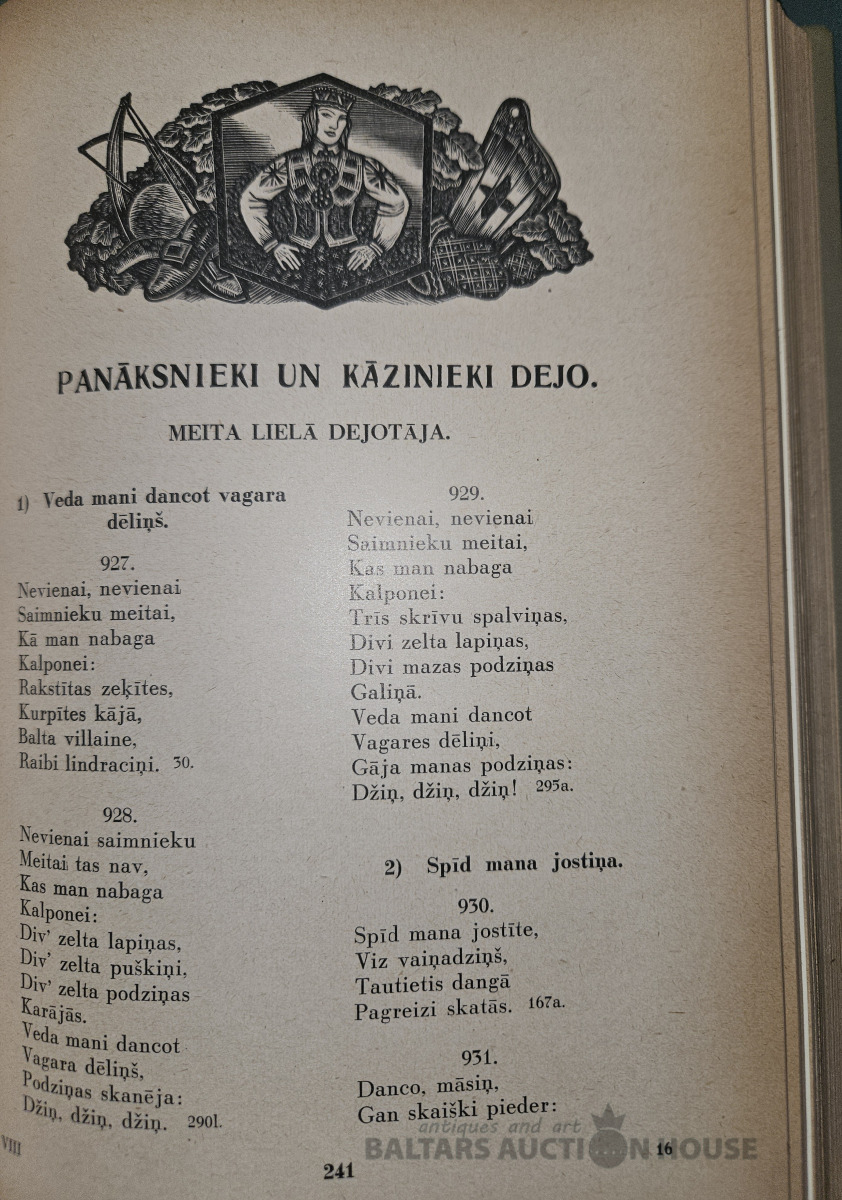 PANĀKSNIEKI UN KĀZINIEKI DEJO.
MEITA LIELĀ DEJOTĀJA.
1) Veda mani dancot vagara
dēliņš.
927.
Nevienai, nevienai
Saimnieku meitai,
Kā man nabaga
Kalponei:
Rakstītas zeķītes,
Kurpītes kājā,
Balta villaine,
Raibi lindraciņi. 30.
928.
Nevienai saimnieku
Meitai tas nav,
Kas man nabaga
Kalponei:
Div' zelta lapiņas,
Div' zelta puškiņi,
Div' zelta podziņas
Karājās.
Veda mani dancot
Vagara dēliņš,
Podziņas skanēja:
Džiņ, džiņ, džiņ. 290l.
929.
Nevienai, nevienai
Saimnieku meitai,
Kas man nabaga
Kalponei:
Trīs skrīvu spalviņas,
Divi zelta lapiņas,
Divi mazas podziņas
Galiņā.
Veda mani dancot
Vagares dēliņi,
Gāja manas podziņas:
Džiņ, džiņ, džiņ! 295a.
2) Spīd mana jostiņa.
930.
Spīd mana jostīte,
Viz vaiņadziņš,
Tautietis dangā
Pagreizi skatās. 167a.
931.
Danco, māsiņ,
Gan skaiški pieder:
VIII
16
241
antiques and art
BALTARS AUCTION HOUSE